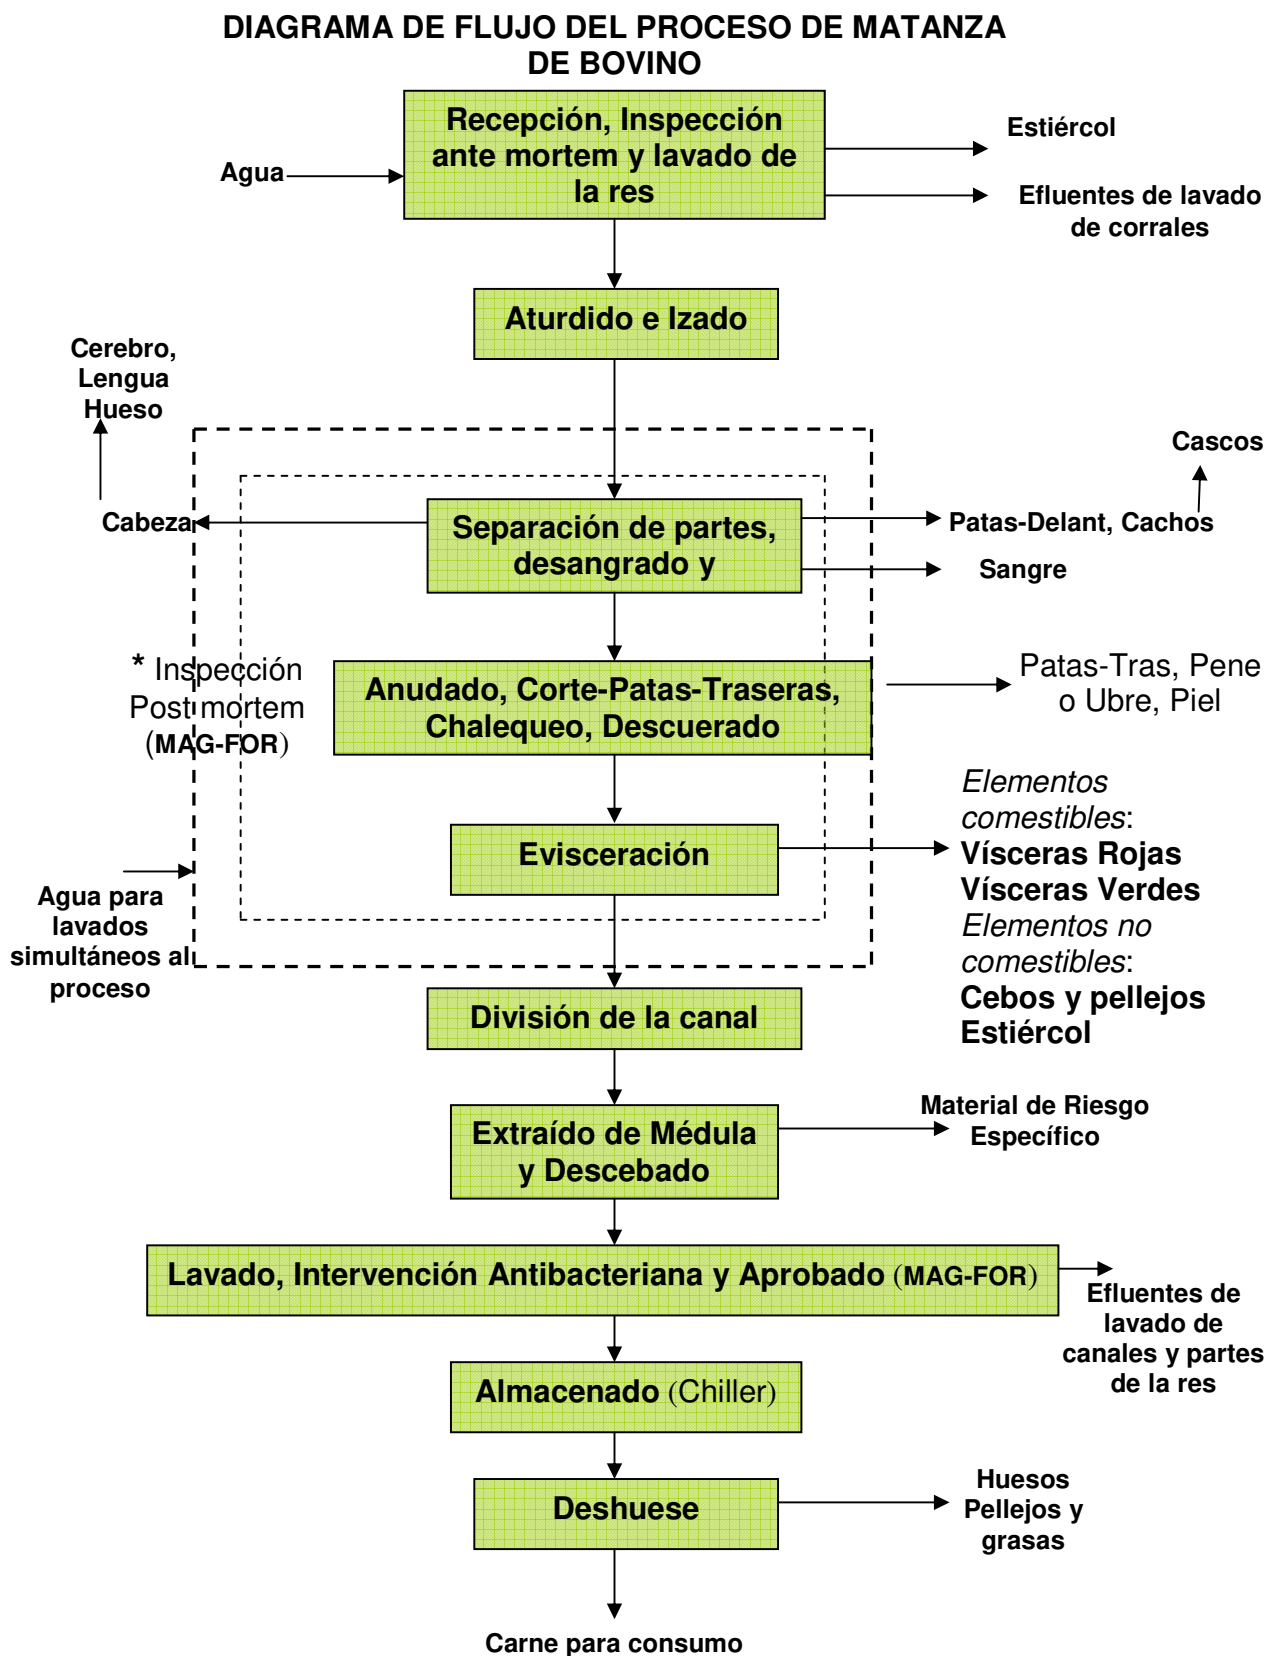 DIAGRAMA DE FLUJO DEL PROCESO DE MATANZA
DE BOVINO
Recepción, Inspección
ante mortem y lavado de
la res
Agua
Estiércol
Efluentes de lavado
de corrales
Aturdido e Izado
Cerebro,
Lengua
Hueso
Cascos
Cabeza
Separación de partes,
desangrado y
Patas-Delant, Cachos
Sangre
* Inspección
Post mortem
(MAG-FOR)
Anudado, Corte-Patas-Traseras,
Chalequeo, Descuerado
Patas-Tras, Pene
o Ubre, Piel
Evisceración
Elementos
comestibles:
Vísceras Rojas
Vísceras Verdes
Elementos no
comestibles:
Cebos y pellejos
Estiércol
Agua para
lavados
simultáneos al
proceso
División de la canal
Extraído de Médula
y Descebado
Material de Riesgo
Específico
Lavado, Intervención Antibacteriana y Aprobado (MAG-FOR)
Efluentes de
lavado de
canales y partes
de la res
Almacenado (Chiller)
Deshuese
Huesos
Pellejos y
grasas
Carne para consumo